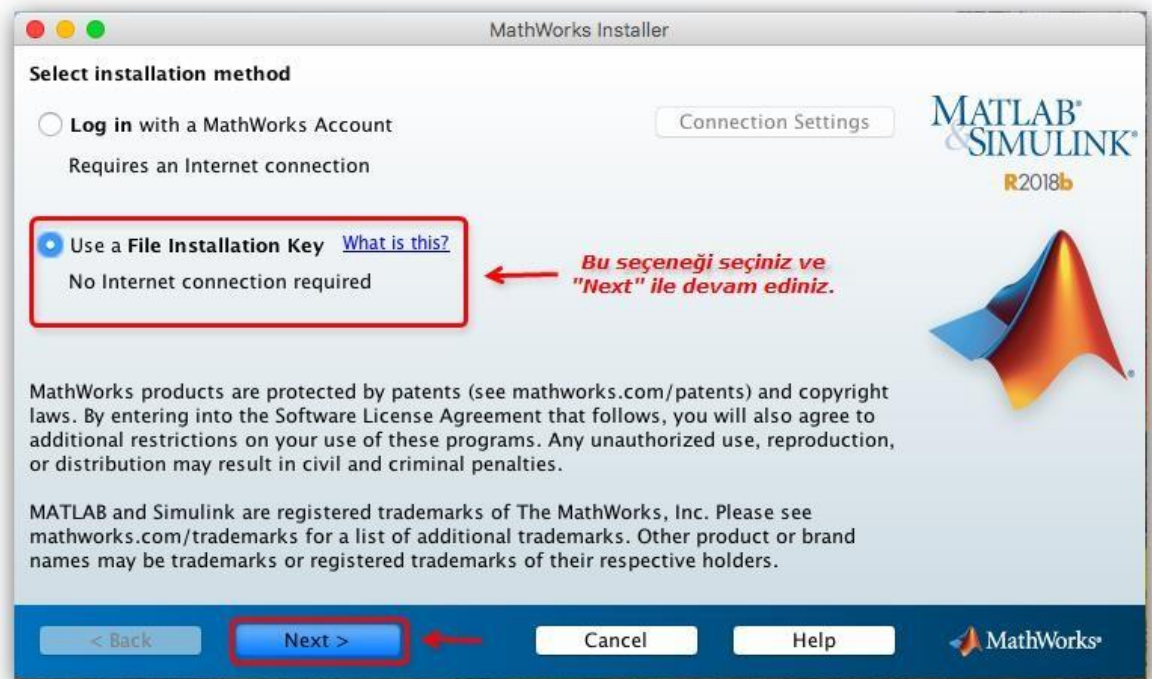 MathWorks Installer
Select installation method
Log in with a MathWorks Account
Connection Settings
Requires an Internet connection
MATLAB®
&SIMULINK®
R2018b
Use a File Installation Key What is this?
No Internet connection required
Bu seçeneği seçiniz ve
"Next" ile devam ediniz.
MathWorks products are protected by patents (see mathworks.com/patents) and copyright
laws. By entering into the Software License Agreement that follows, you will also agree to
additional restrictions on your use of these programs. Any unauthorized use, reproduction,
or distribution may result in civil and criminal penalties.
MATLAB and Simulink are registered trademarks of The MathWorks, Inc. Please see
mathworks.com/trademarks for a list of additional trademarks. Other product or brand
names may be trademarks or registered trademarks of their respective holders.
< Back
Next >
Cancel
Help
MathWorks®